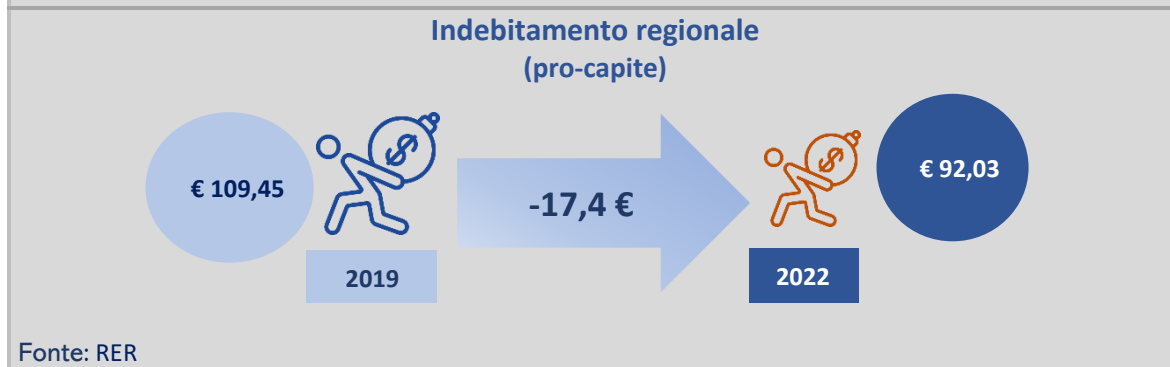 Indebitamento regionale
(pro-capite)
€ 109,45
$
-17,4 €
$
€ 92,03
2019
2022
Fonte: RER